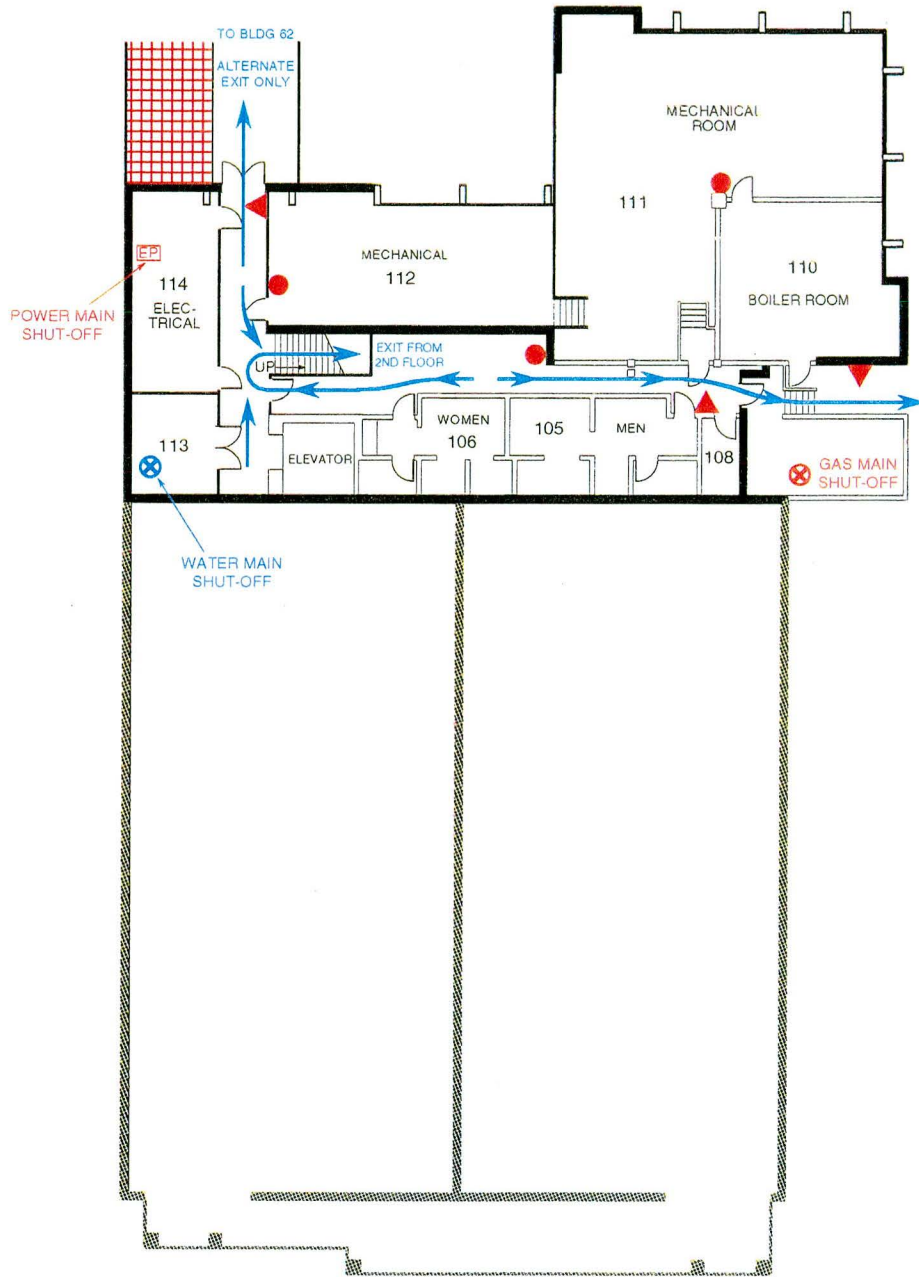 TO BLDG 62
ALTERNATE
EXIT ONLY
MECHANICAL
ROOM
111
EP
114
ELEC-
TRICAL
MECHANICAL
112
110
BOILER ROOM
POWER MAIN
SHUT-OFF
UP
EXIT FROM
2ND FLOOR
113
ELEVATOR
WOMEN
106
105
MEN
108
GAS MAIN
SHUT-OFF
WATER MAIN
SHUT-OFF